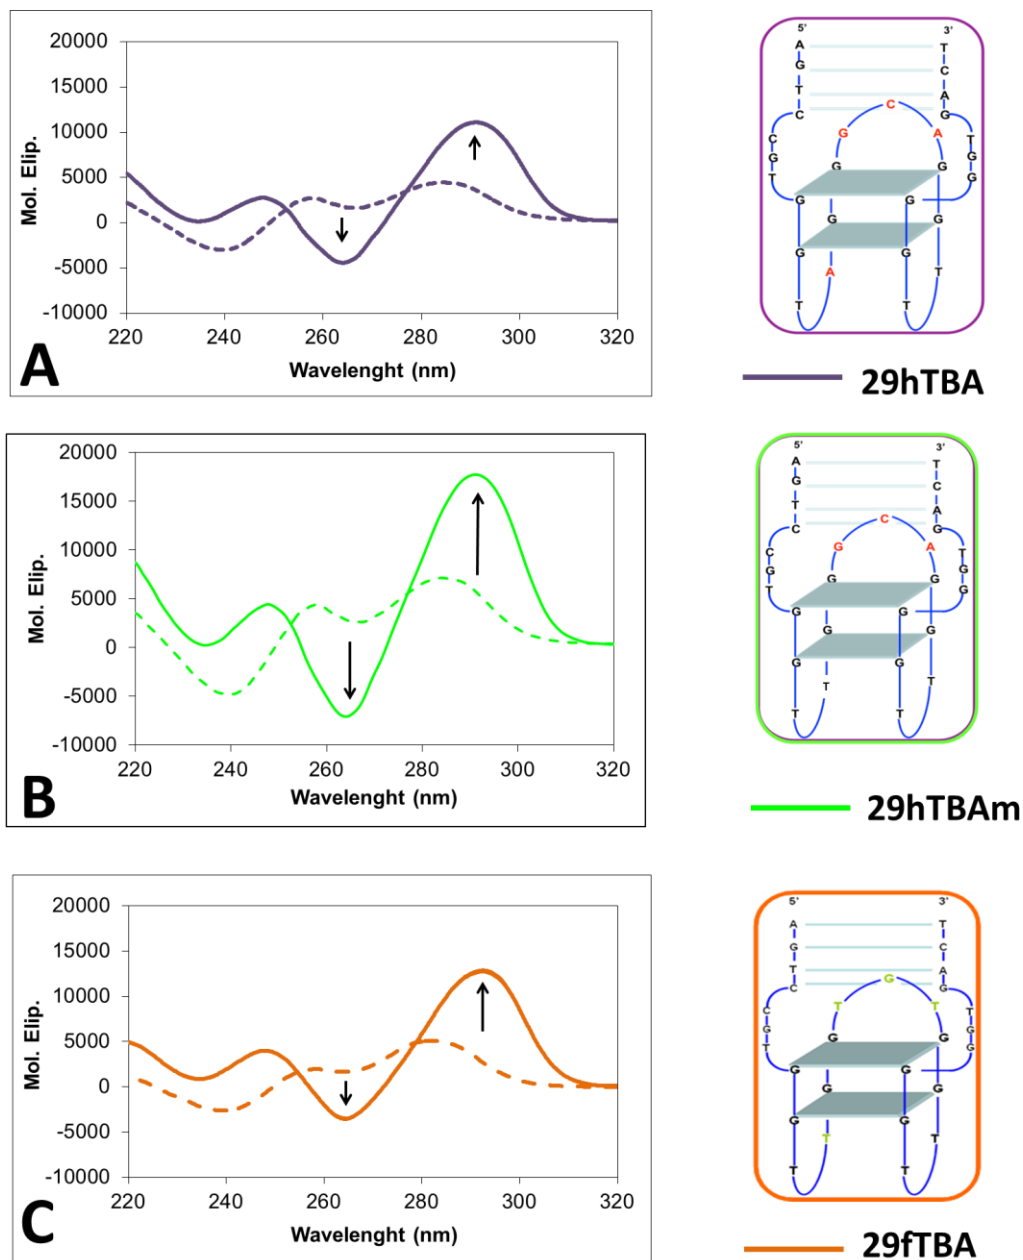 20000
15000
10000
5000
0
-5000
-10000
Mol. Elip.
220 240 260 280 300 320
Wavelenght (nm)
A
5' 3'
A G T C C G T G G T A G G G C A G G T T G G G G T G A C T
29hTBA
20000
15000
10000
5000
0
-5000
-10000
Mol. Elip.
220 240 260 280 300 320
Wavelenght (nm)
B
5' 3'
A G T C C G T G G T T G G G C A G G T T G G G G T G A C T
29hTBAm
20000
15000
10000
5000
0
-5000
-10000
Mol. Elip.
220 240 260 280 300 320
Wavelenght (nm)
C
5' 3'
A G T C C G T G G T T G G T G T G G T T G G G G T G A C T
29fTBA